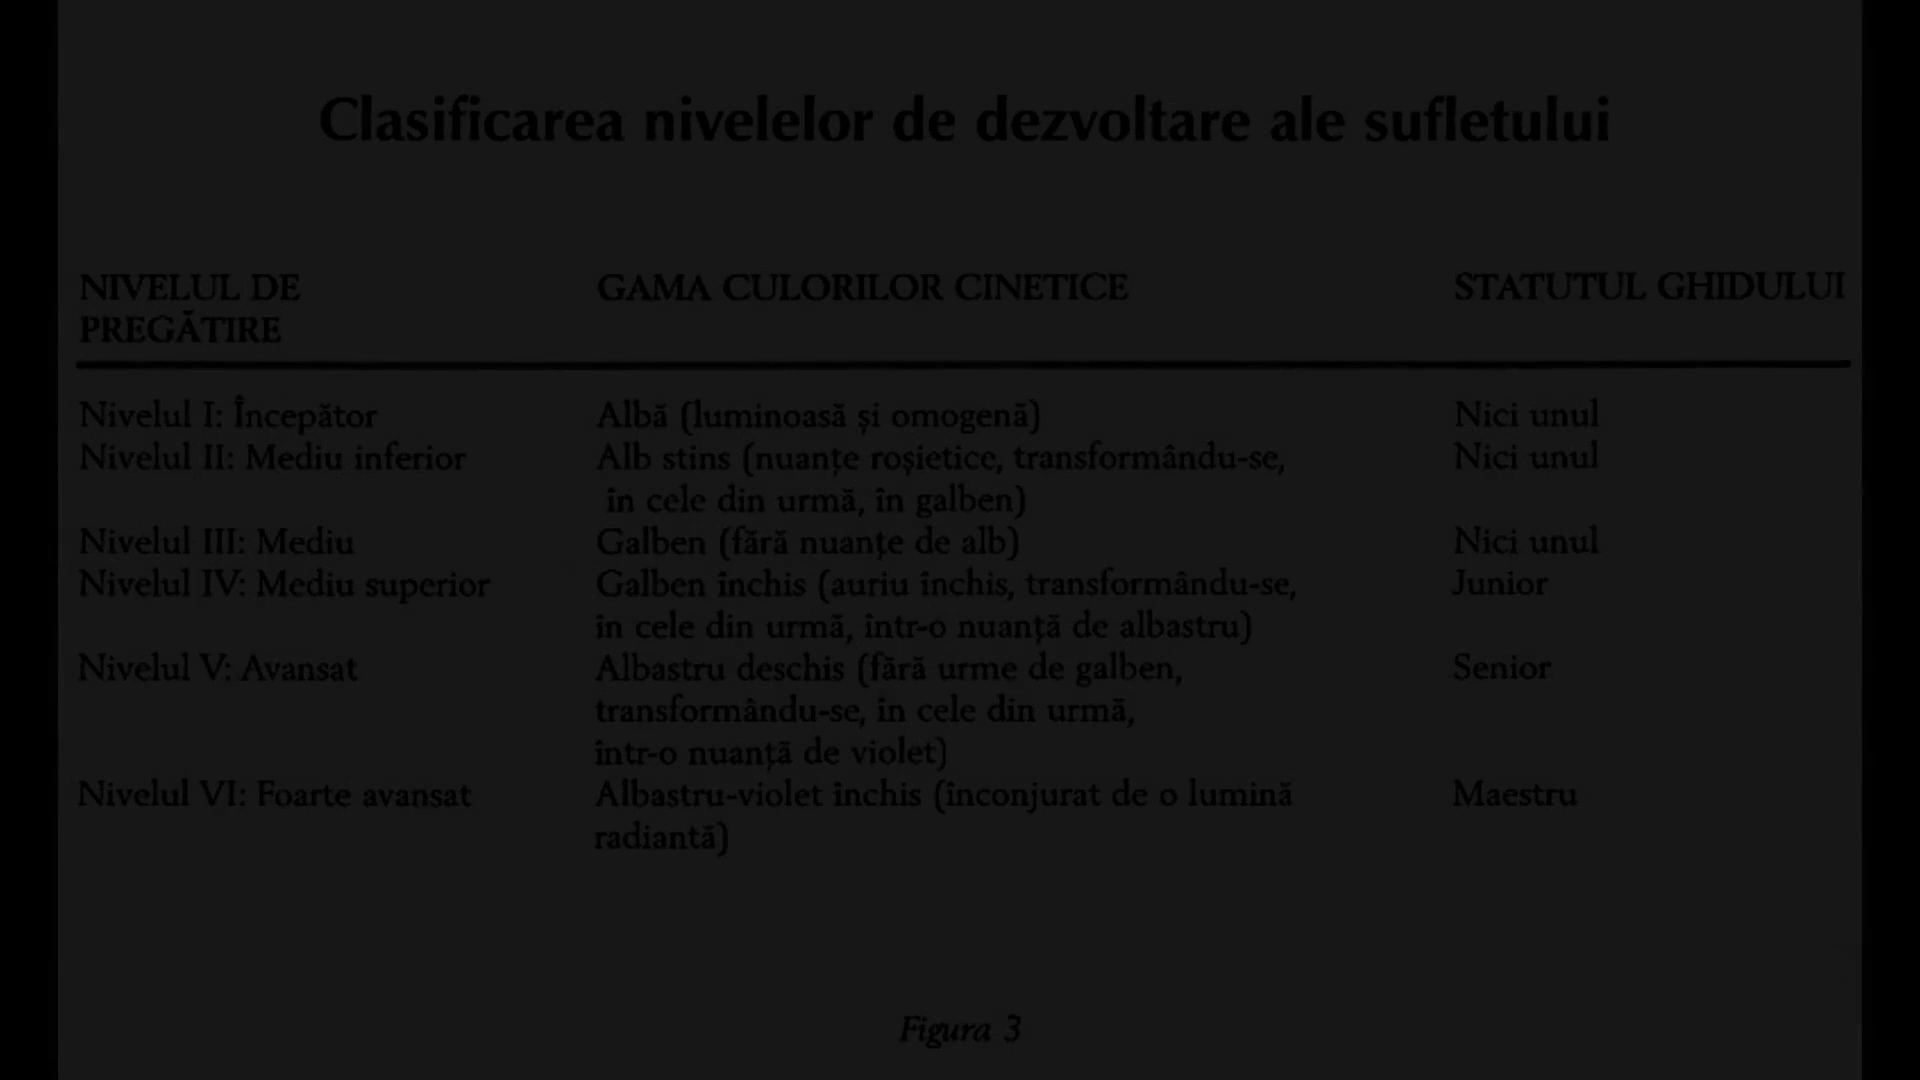 Clasificarea nivelelor de dezvoltare ale sufletului
NIVELUL DE PREGĂTIRE GAMA CULORILOR CINETICE STATUTUL GHIDULUI
Nivelul I: Începător Albă (luminoasă și omogenă) Nici unul
Nivelul II: Mediu inferior Alb stins (nuanțe roșietice, transformându-se, Nici unul
în cele din urmă, în galben)
Nivelul III: Mediu Galben (fără nuanțe de alb) Nici unul
Nivelul IV: Mediu superior Galben închis (auriu închis, transformându-se, Junior
în cele din urmă, într-o nuanță de albastru)
Nivelul V: Avansat Albastru deschis (fără urme de galben, Senior
transformându-se, în cele din urmă,
într-o nuanță de violet)
Nivelul VI: Foarte avansat Albastru-violet închis (înconjurat de o lumină Maestru
radiantă)
Figura 3